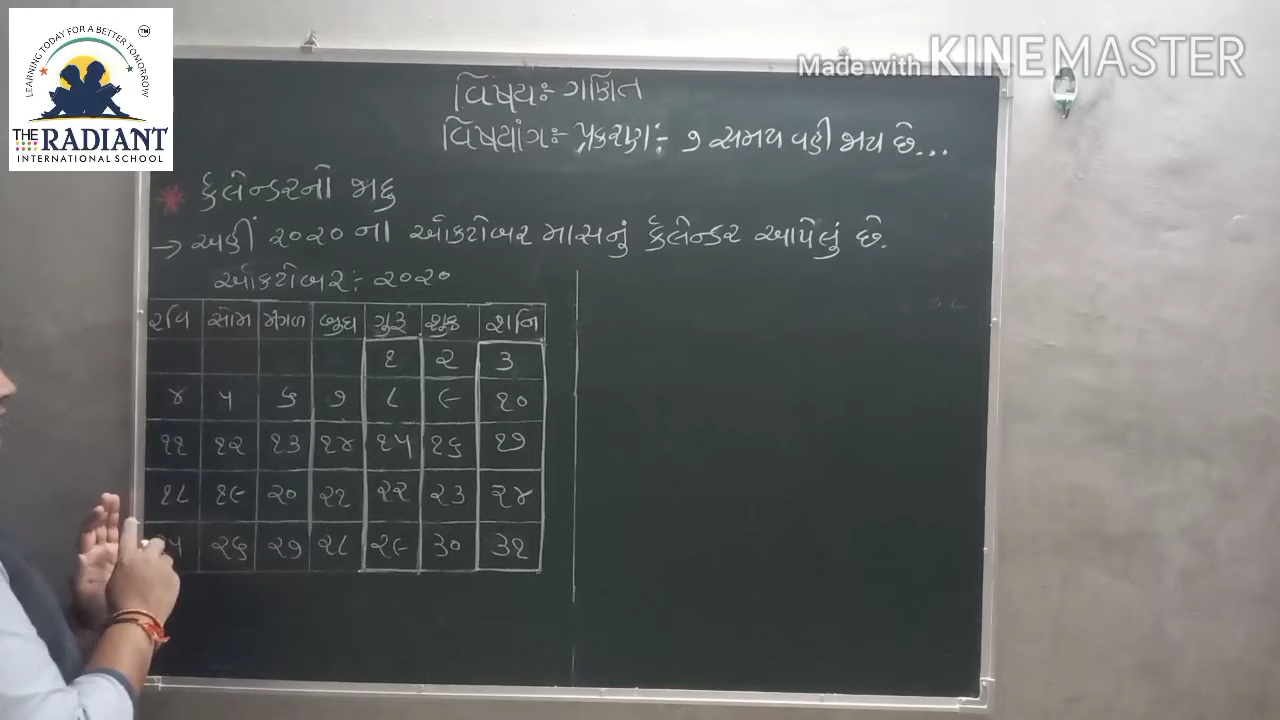 LEARNING TODAY FOR A BETTER TOMORROW
TM
THE RADIANT
INTERNATIONAL SCHOOL
Made with KINEMASTER
વિષય:- ગણિત
વિષયાંગ:- પ્રકરણ:- ૭ સમય વહી જાય છે...
* કેલેન્ડરનો જાદુ
→ અહીં ૨૦૨૦ ના ઑક્ટોબર માસનું કૅલેન્ડર આપેલું છે.
ઑક્ટોબર:- ૨૦૨૦
રવિ સોમ મંગળ બુધ ગુરૂ શુક્ર શનિ
૧ ૨ ૩
૪ ૫ ૬ ૭ ૮ ૯ ૧૦
૧૧ ૧૨ ૧૩ ૧૪ ૧૫ ૧૬ ૧૭
૧૮ ૧૯ ૨૦ ૨૧ ૨૨ ૨૩ ૨૪
૨૬ ૨૭ ૨૮ ૨૯ ૩૦ ૩૧